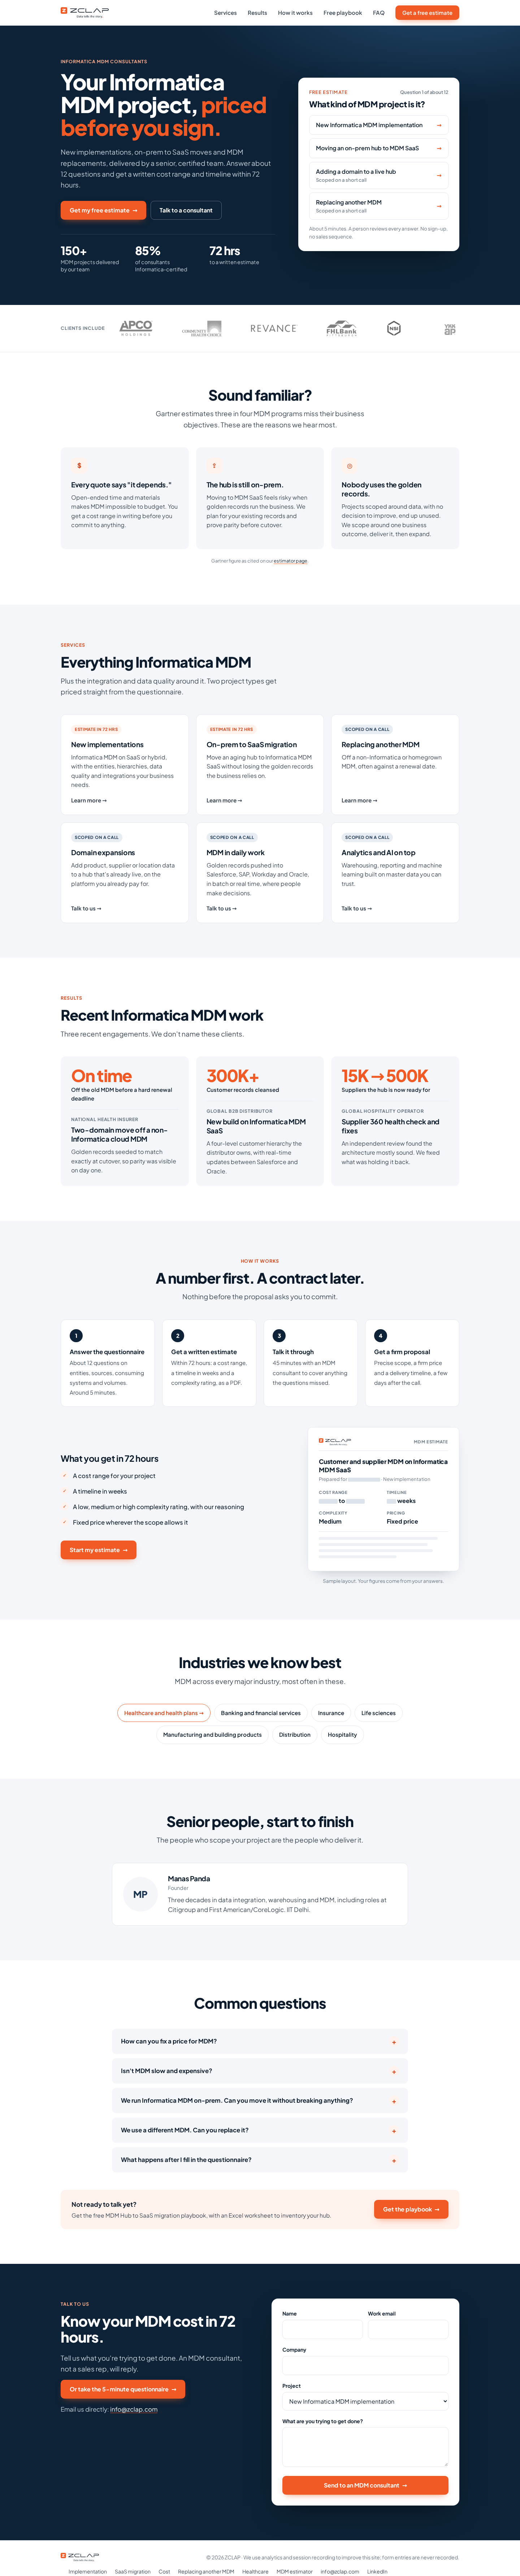 ZCLAP
Data tells the story.
Services
Results
How it works
Free playbook
FAQ
Get a free estimate
INFORMATICA MDM CONSULTANTS
Your Informatica
MDM project, priced
before you sign.
New implementations, on-prem to SaaS moves and MDM
replacements, delivered by a senior, certified team. Answer about
12 questions and get a written cost range and timeline within 72
hours.
Get my free estimate →
Talk to a consultant
150+
MDM projects delivered
by our team
85%
of consultants
Informatica-certified
72 hrs
to a written estimate
FREE ESTIMATE
Question 1 of about 12
What kind of MDM project is it?
New Informatica MDM implementation →
Moving an on-prem hub to MDM SaaS →
Adding a domain to a live hub →
Scoped on a short call
Replacing another MDM →
Scoped on a short call
About 5 minutes. A person reviews every answer. No sign-up,
no sales sequence.
CLIENTS INCLUDE
APCO
HOLDINGS
COMMUNITY
HEALTH CHOICE
REVANCE
FHLBank
NSI
Sound familiar?
Gartner estimates three in four MDM programs miss their business
objectives. These are the reasons we hear most.
$
Every quote says "it depends."
Open-ended time and materials
makes MDM impossible to budget. You
get a cost range in writing before you
commit to anything.
↑
The hub is still on-prem.
Moving to MDM SaaS feels risky when
golden records run the business. We
plan for your existing records and
prove parity before cutover.
◎
Nobody uses the golden
records.
Projects scoped around data, with no
decision to improve, end up unused.
We scope around one business
outcome, deliver it, then expand.
Gartner figure as cited on our estimator page.
SERVICES
Everything Informatica MDM
Plus the integration and data quality around it. Two project types get
priced straight from the questionnaire.
ESTIMATE IN 72 HRS
New implementations
Informatica MDM on SaaS or hybrid,
with the entities, hierarchies, data
quality and integrations your business
needs.
Learn more →
ESTIMATE IN 72 HRS
On-prem to SaaS migration
Move an aging hub to Informatica MDM
SaaS without losing the golden records
the business relies on.
Learn more →
SCOPED ON A CALL
Replacing another MDM
Off a non-Informatica or homegrown
MDM, often against a renewal date.
Learn more →
SCOPED ON A CALL
Domain expansions
Add product, supplier or location data
to a hub that's already live, on the
platform you already pay for.
Talk to us →
SCOPED ON A CALL
MDM in daily work
Golden records pushed into
Salesforce, SAP, Workday and Oracle,
in batch or real time, where people
make decisions.
Talk to us →
SCOPED ON A CALL
Analytics and AI on top
Warehousing, reporting and machine
learning built on master data you can
trust.
Talk to us →
RESULTS
Recent Informatica MDM work
Three recent engagements. We don't name these clients.
On time
Off the old MDM before a hard renewal
deadline
NATIONAL HEALTH INSURER
Two-domain move off a non-
Informatica cloud MDM
Golden records seeded to match
exactly at cutover, so parity was visible
on day one.
300K+
Customer records cleansed
GLOBAL B2B DISTRIBUTOR
New build on Informatica MDM
SaaS
A four-level customer hierarchy the
distributor owns, with real-time
updates between Salesforce and
Oracle.
15K → 500K
Suppliers the hub is now ready for
GLOBAL HOSPITALITY OPERATOR
Supplier 360 health check and
fixes
An independent review found the
architecture mostly sound. We fixed
what was holding it back.
HOW IT WORKS
A number first. A contract later.
Nothing before the proposal asks you to commit.
1
Answer the questionnaire
About 12 questions on
entities, sources, consuming
systems and volumes.
Around 5 minutes.
2
Get a written estimate
Within 72 hours: a cost range,
a timeline in weeks and a
complexity rating, as a PDF.
3
Talk it through
45 minutes with an MDM
consultant to cover anything
the questions missed.
4
Get a firm proposal
Precise scope, a firm price
and a delivery timeline, a few
days after the call.
What you get in 72 hours
✓ A cost range for your project
✓ A timeline in weeks
✓ A low, medium or high complexity rating, with our reasoning
✓ Fixed price wherever the scope allows it
Start my estimate →
ZCLAP
MDM ESTIMATE
Customer and supplier MDM on Informatica
MDM SaaS
Prepared for
New implementation
COST RANGE
to
TIMELINE
weeks
COMPLEXITY
Medium
PRICING
Fixed price
Sample layout. Your figures come from your answers.
Industries we know best
MDM across every major industry, most often in these.
Healthcare and health plans →
Banking and financial services
Insurance
Life sciences
Manufacturing and building products
Distribution
Hospitality
Senior people, start to finish
The people who scope your project are the people who deliver it.
MP
Manas Panda
Founder
Three decades in data integration, warehousing and MDM, including roles at
Citigroup and First American/CoreLogic. IIT Delhi.
Common questions
How can you fix a price for MDM? +
Isn't MDM slow and expensive? +
We run Informatica MDM on-prem. Can you move it without breaking anything? +
We use a different MDM. Can you replace it? +
What happens after I fill in the questionnaire? +
Not ready to talk yet?
Get the free MDM Hub to SaaS migration playbook, with an Excel worksheet to inventory your hub.
Get the playbook →
TALK TO US
Know your MDM cost in 72
hours.
Tell us what you're trying to get done. An MDM consultant,
not a sales rep, will reply.
Or take the 5-minute questionnaire →
Email us directly: info@zclap.com
Name
Work email
Company
Project
New Informatica MDM implementation
What are you trying to get done?
Send to an MDM consultant →
ZCLAP
© 2026 ZCLAP · We use analytics and session recording to improve this site; form entries are never recorded.
Implementation
SaaS migration
Cost
Replacing another MDM
Healthcare
MDM estimator
info@zclap.com
LinkedIn